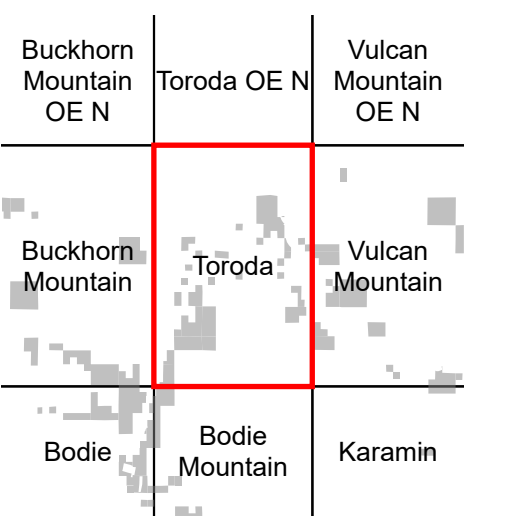 Buckhorn
Mountain
OE N
Toroda OE N
Vulcan
Mountain
OE N
Buckhorn
Mountain
Toroda
Vulcan
Mountain
Bodie
Bodie
Mountain
Karamin